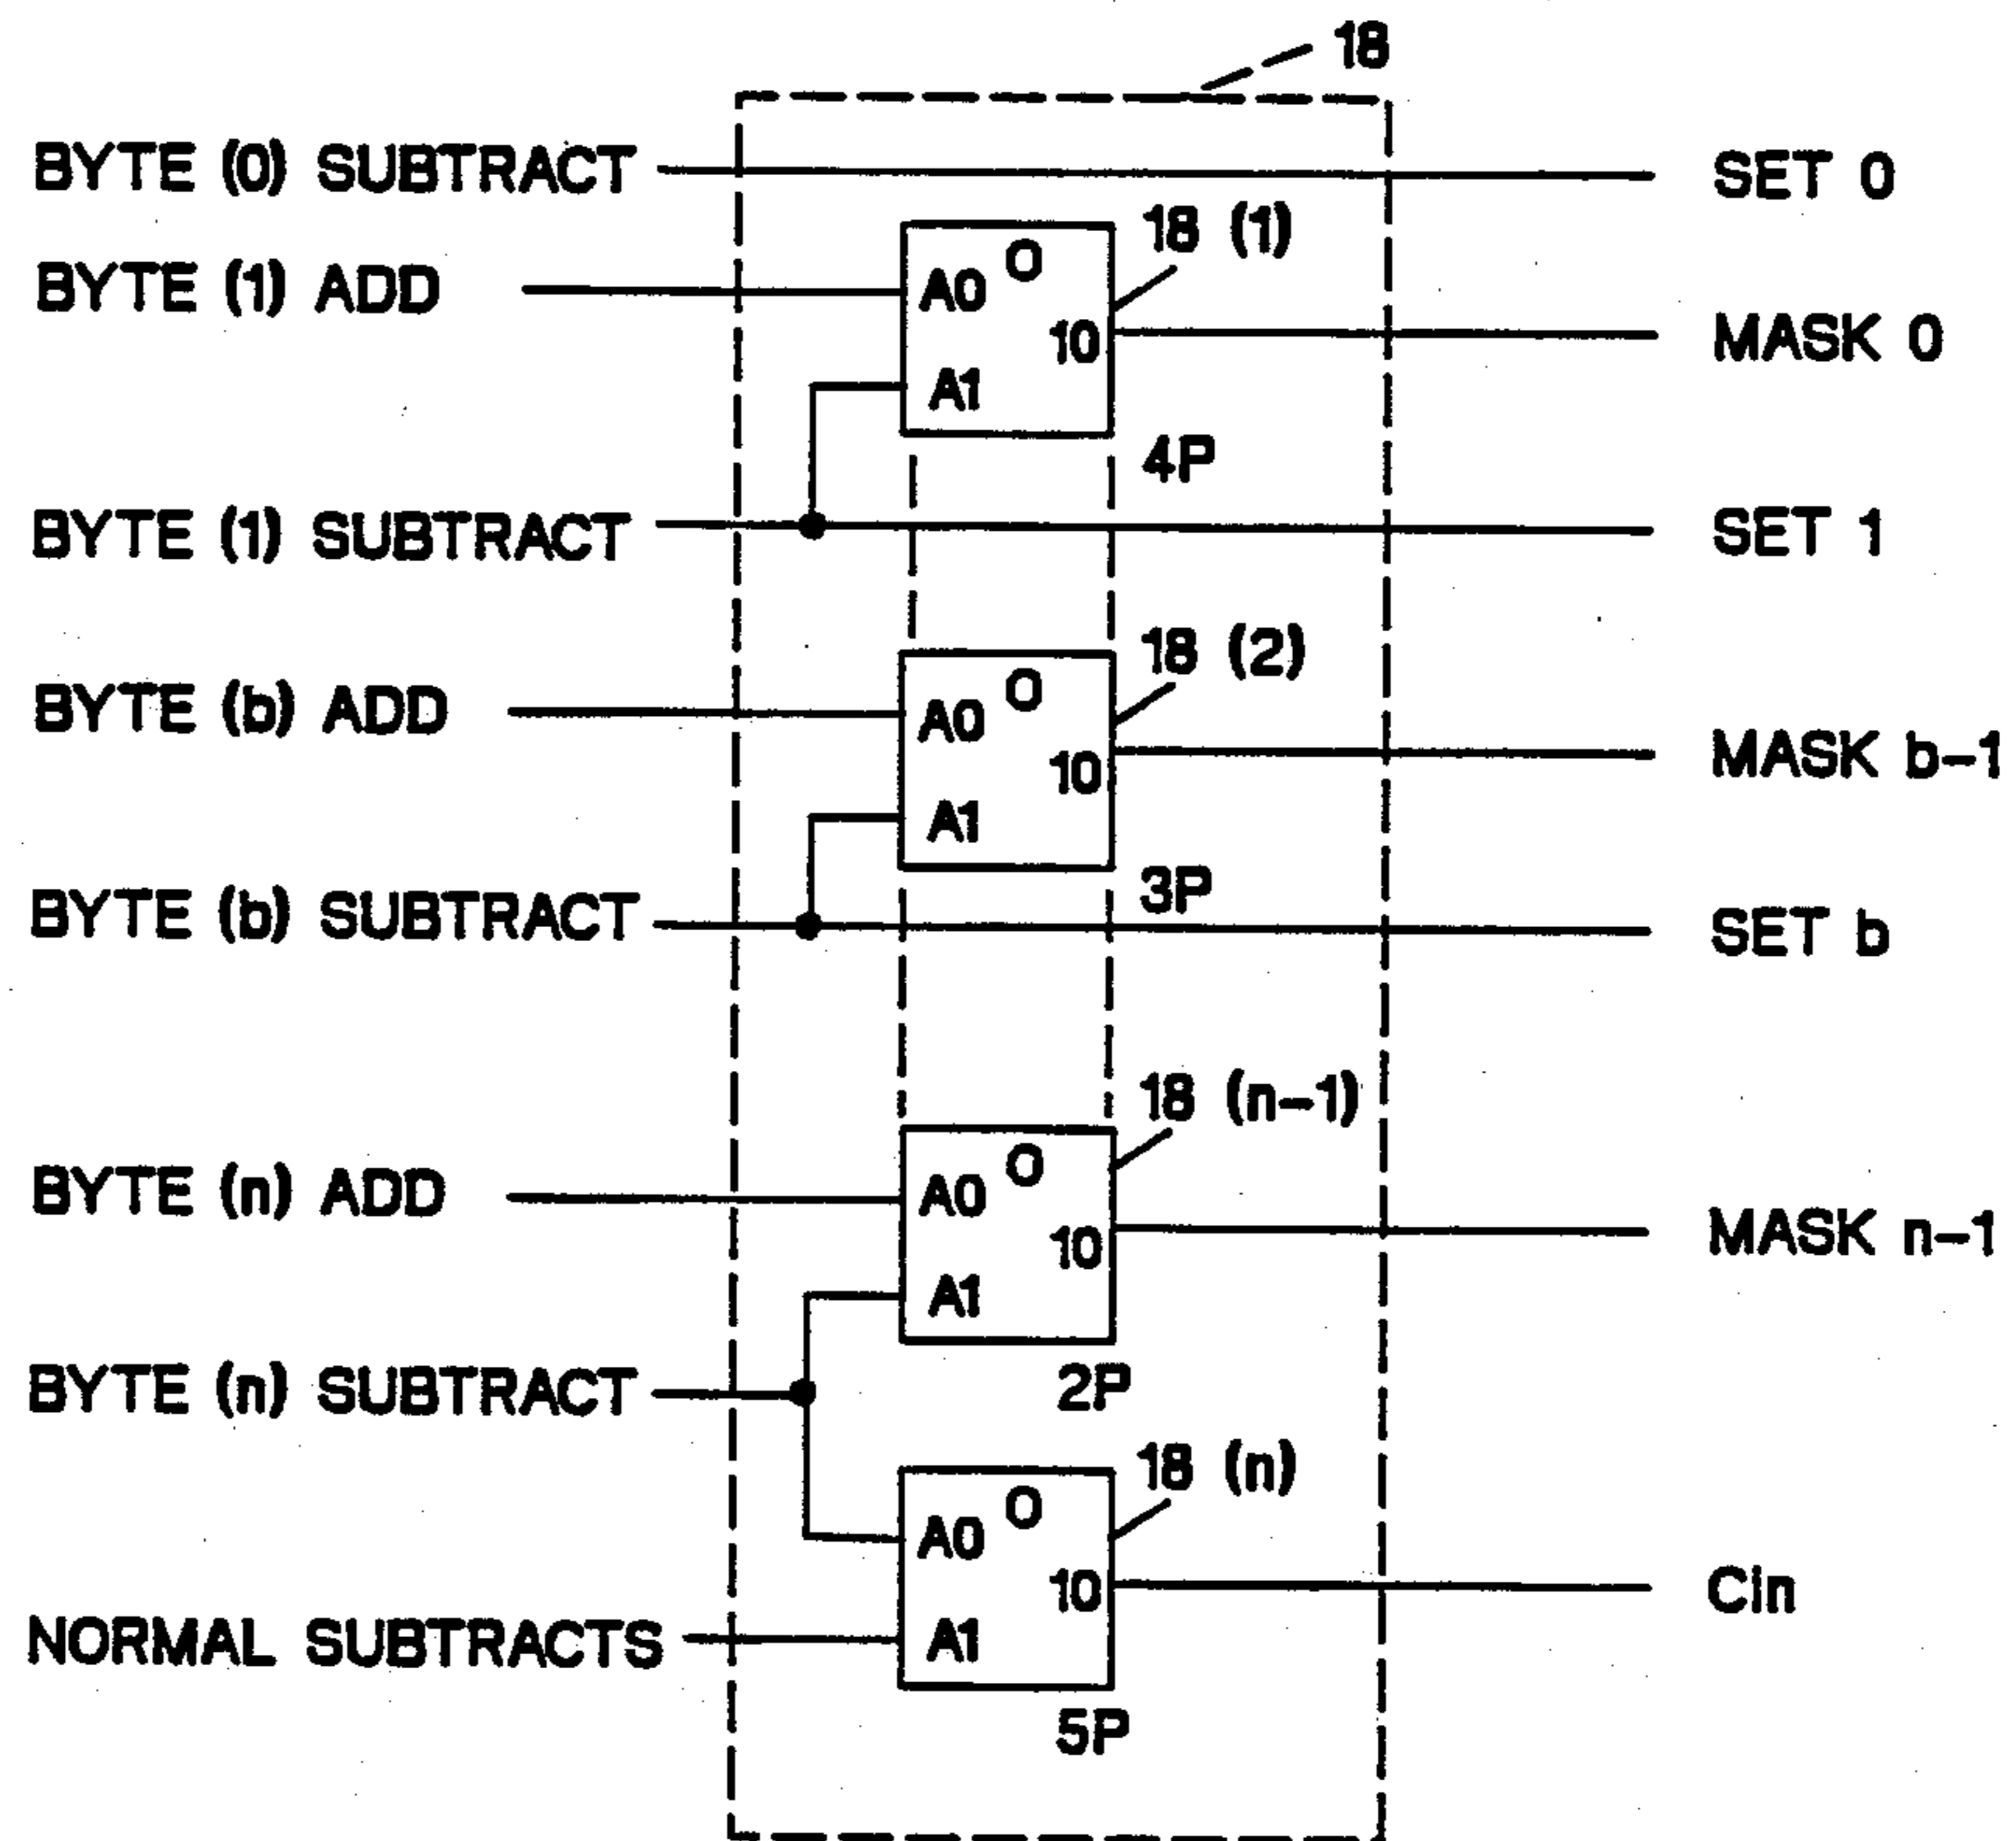 18
BYTE (0) SUBTRACT
SET 0
18 (1)
BYTE (1) ADD
A0
O
10
A1
MASK 0
4P
BYTE (1) SUBTRACT
SET 1
18 (2)
BYTE (b) ADD
A0
O
10
A1
MASK b-1
3P
BYTE (b) SUBTRACT
SET b
18 (n-1)
BYTE (n) ADD
A0
O
10
A1
MASK n-1
2P
BYTE (n) SUBTRACT
18 (n)
A0
O
10
A1
Cin
NORMAL SUBTRACTS
5P